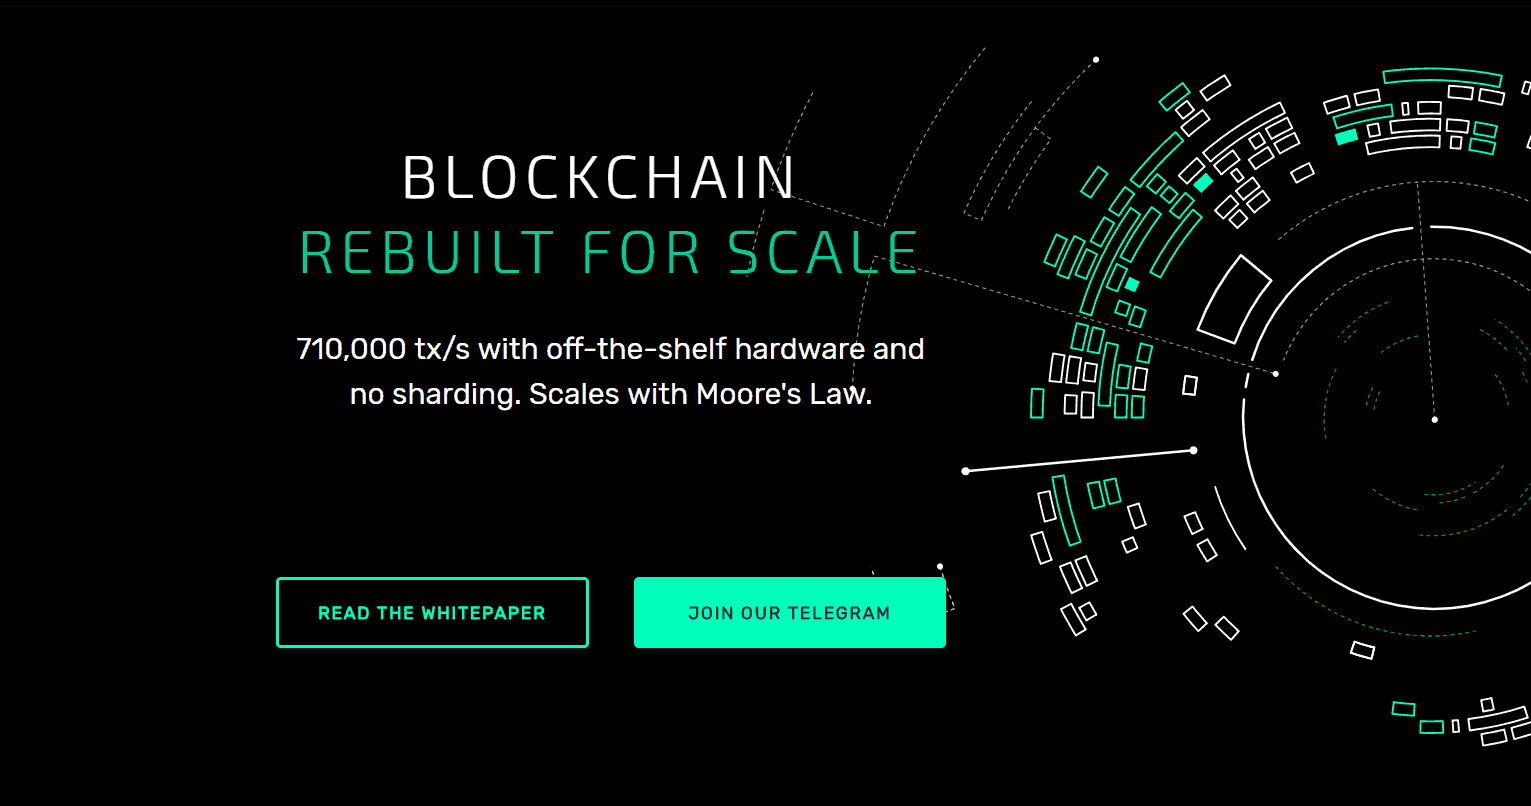 BLOCKCHAIN
REBUILT FOR SCALE
710,000 tx/s with off-the-shelf hardware and
no sharding. Scales with Moore's Law.
READ THE WHITEPAPER
JOIN OUR TELEGRAM